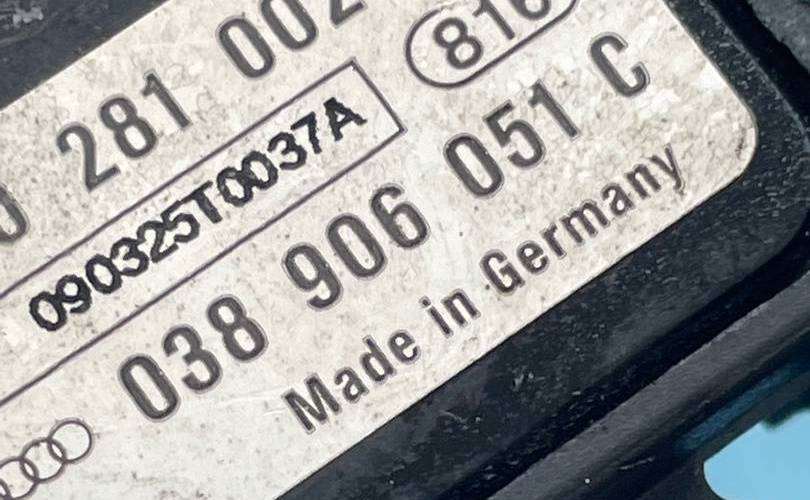 281 002
816
090325T0037A
038 906 051 C
Made in Germany